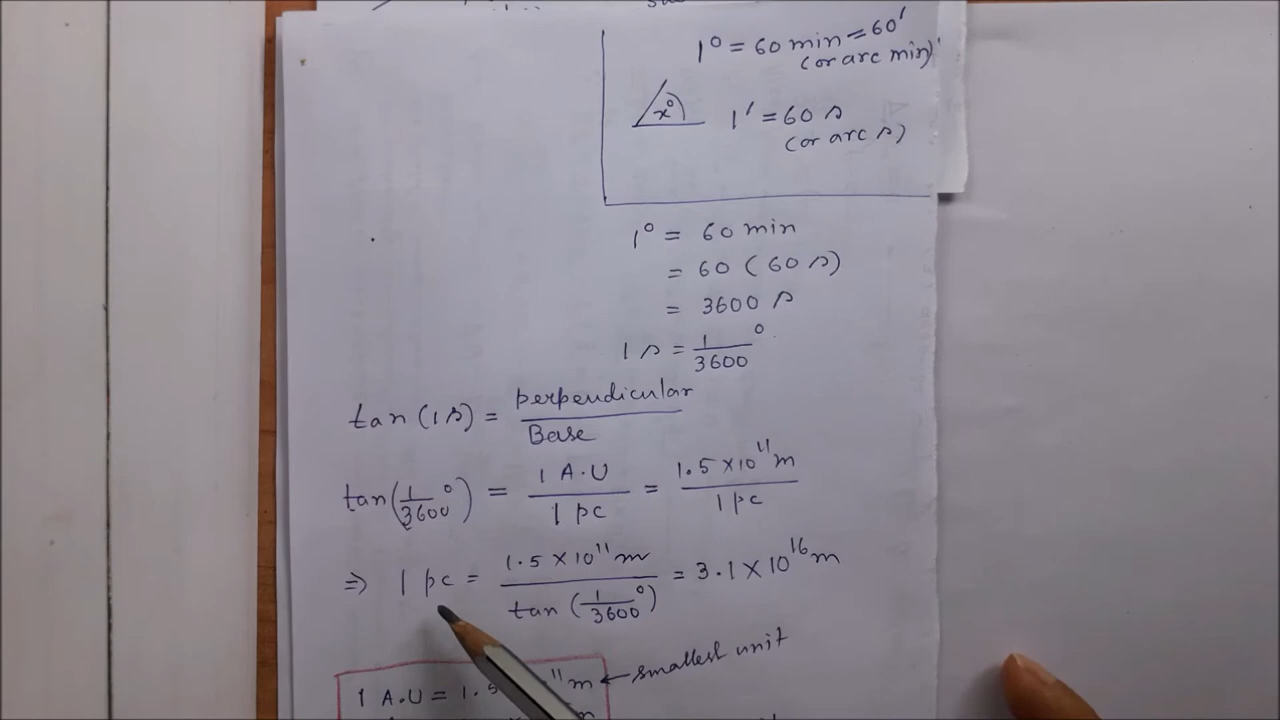 1° = 60 min = 60'
(or arc min)
x°
1' = 60 s
(or arc s)
1° = 60 min
= 60 (60 s)
= 3600 s
1 s = 1/3600°
tan (1 s) = perpendicular/Base
tan(1/3600°) = 1 A.U/1 pc = 1.5 × 10¹¹ m/1 pc
⇒ 1 pc = 1.5 × 10¹¹ m/tan (1/3600°) = 3.1 × 10¹⁶ m
1 A.U = 1.5 ¹¹ m ← smallest unit